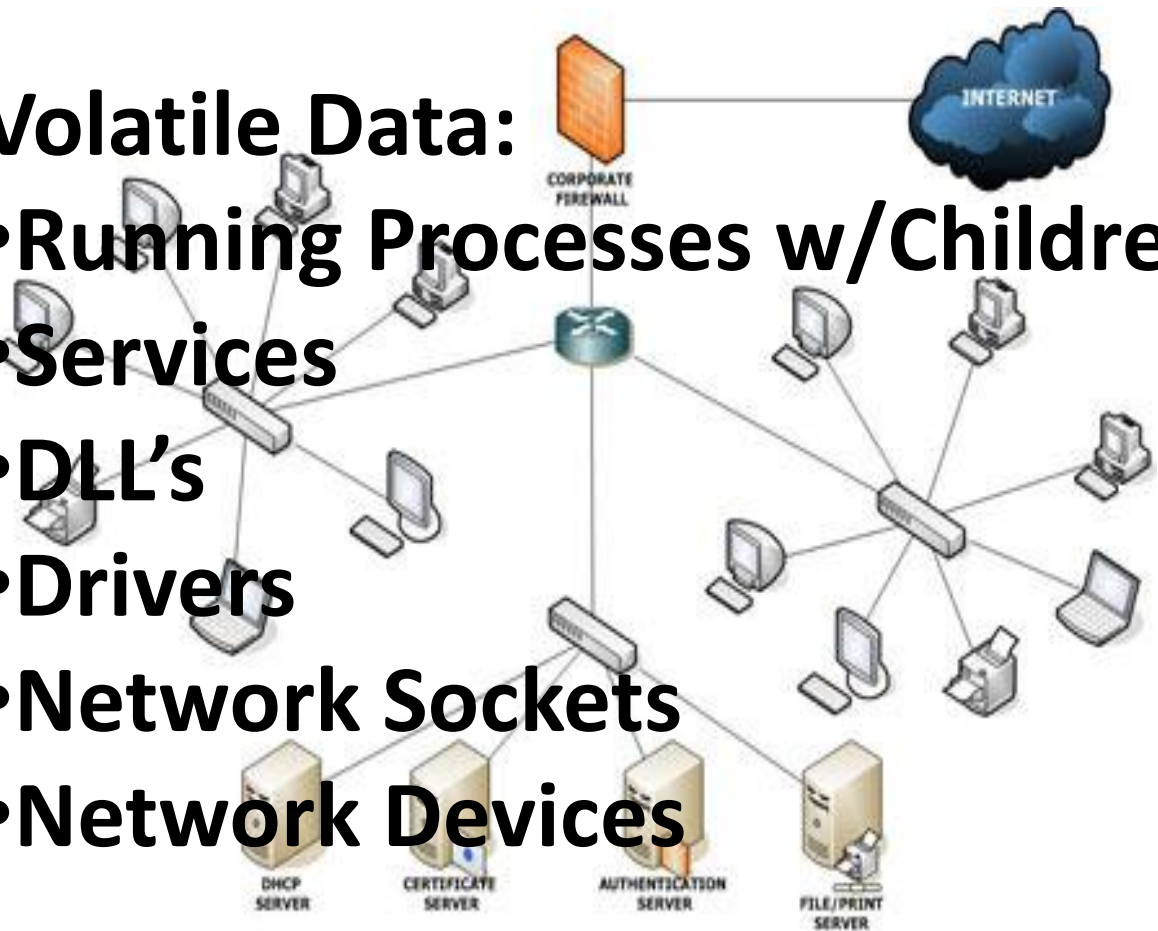 Volatile Data:
•Running Processes w/Childre
•Services
•DLL’s
•Drivers
•Network Sockets
•Network Devices
INTERNET
CORPORATE
FIREWALL
DHCP
SERVER
CERTIFICATE
SERVER
AUTHENTICATION
SERVER
FILE/PRINT
SERVER